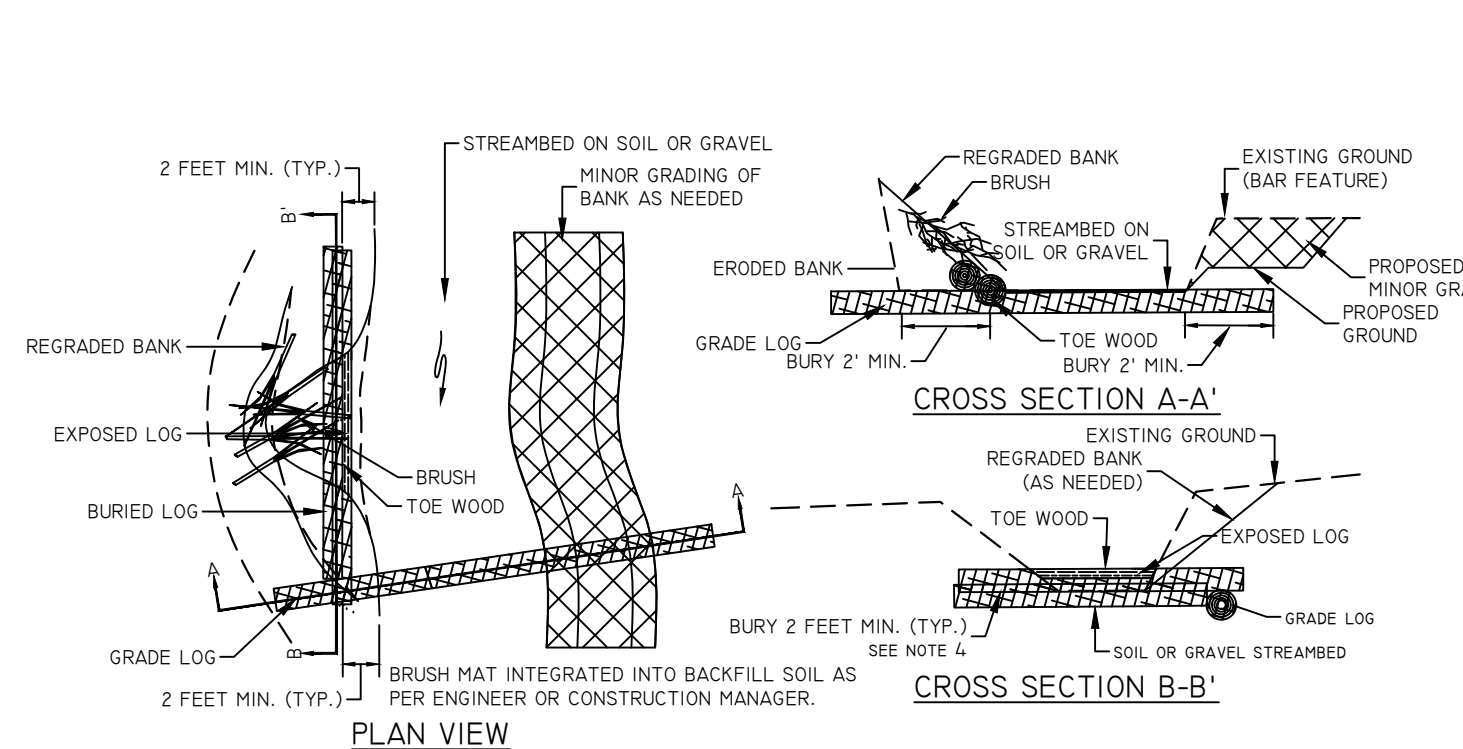 STREAMBED ON SOIL OR GRAVEL
2 FEET MIN. (TYP.)
MINOR GRADING OF
BANK AS NEEDED
B'
REGRADED BANK
EXPOSED LOG
BRUSH
TOE WOOD
BURIED LOG
A
A
B
GRADE LOG
2 FEET MIN. (TYP.)
BRUSH MAT INTEGRATED INTO BACKFILL SOIL AS
PER ENGINEER OR CONSTRUCTION MANAGER.
PLAN VIEW
REGRADED BANK
BRUSH
EXISTING GROUND
(BAR FEATURE)
STREAMBED ON
SOIL OR GRAVEL
ERODED BANK
PROPOSED
MINOR GRA
PROPOSED
GROUND
GRADE LOG
TOE WOOD
BURY 2' MIN.
BURY 2' MIN.
CROSS SECTION A-A'
EXISTING GROUND
REGRADED BANK
(AS NEEDED)
TOE WOOD
EXPOSED LOG
GRADE LOG
BURY 2 FEET MIN. (TYP.)
SEE NOTE 4
SOIL OR GRAVEL STREAMBED
CROSS SECTION B-B'